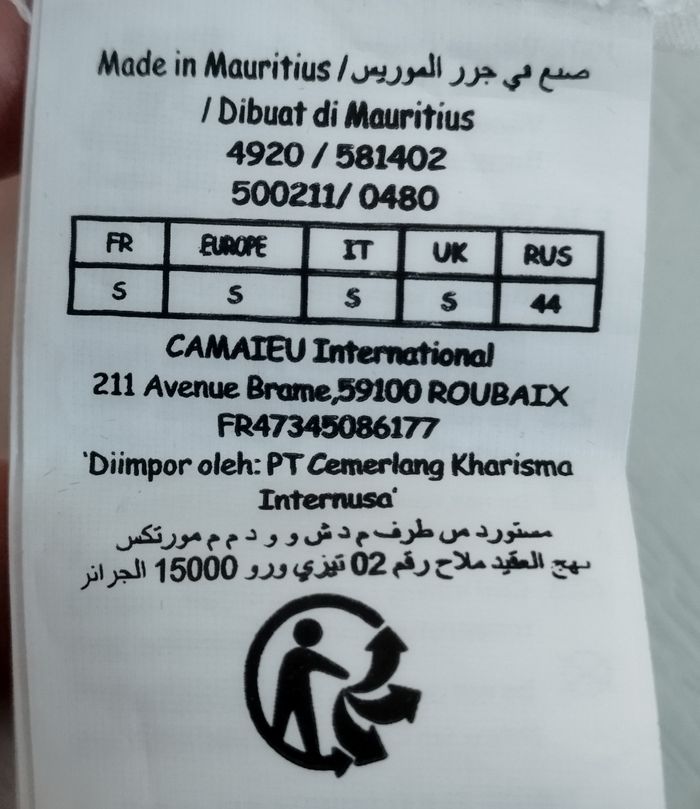 Made in Mauritius / صنع في جزر الموريس
/ Dibuat di Mauritius
4920 / 581402
500211/ 0480
FR EUROPE IT UK RUS
S S S S 44
CAMAIEU International
211 Avenue Brame,59100 ROUBAIX
FR47345086177
'Diimpor oleh: PT Cemerlang Kharisma
Internusa'
مستورد من طرف م د ش و و د م م مورتكس
نهج العقيد ملاح رقم 02 تيزي وزو 15000 الجزائر